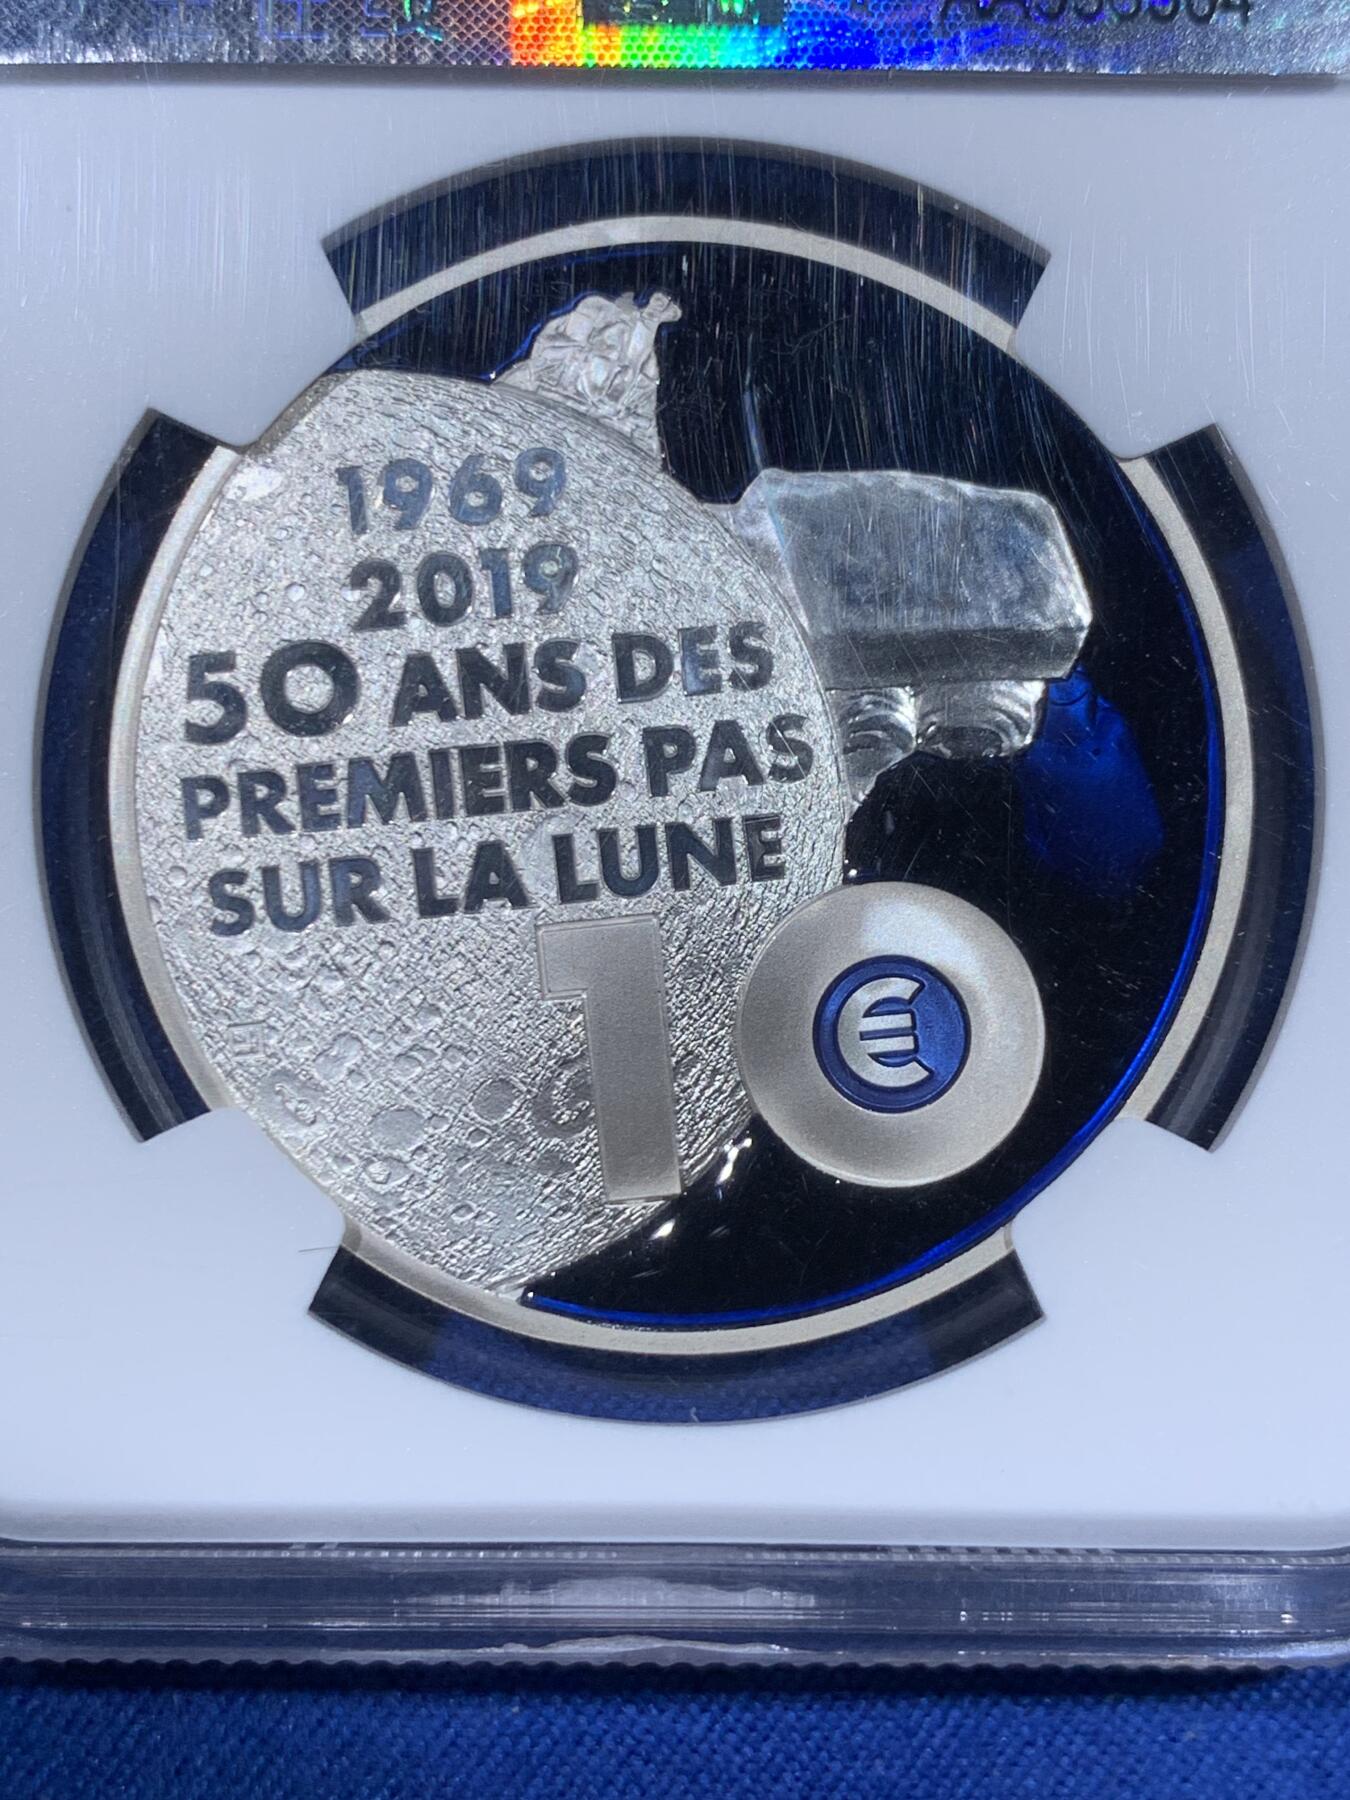 1969
2019
50 ANS DES
PREMIERS PAS
SUR LA LUNE
10
€